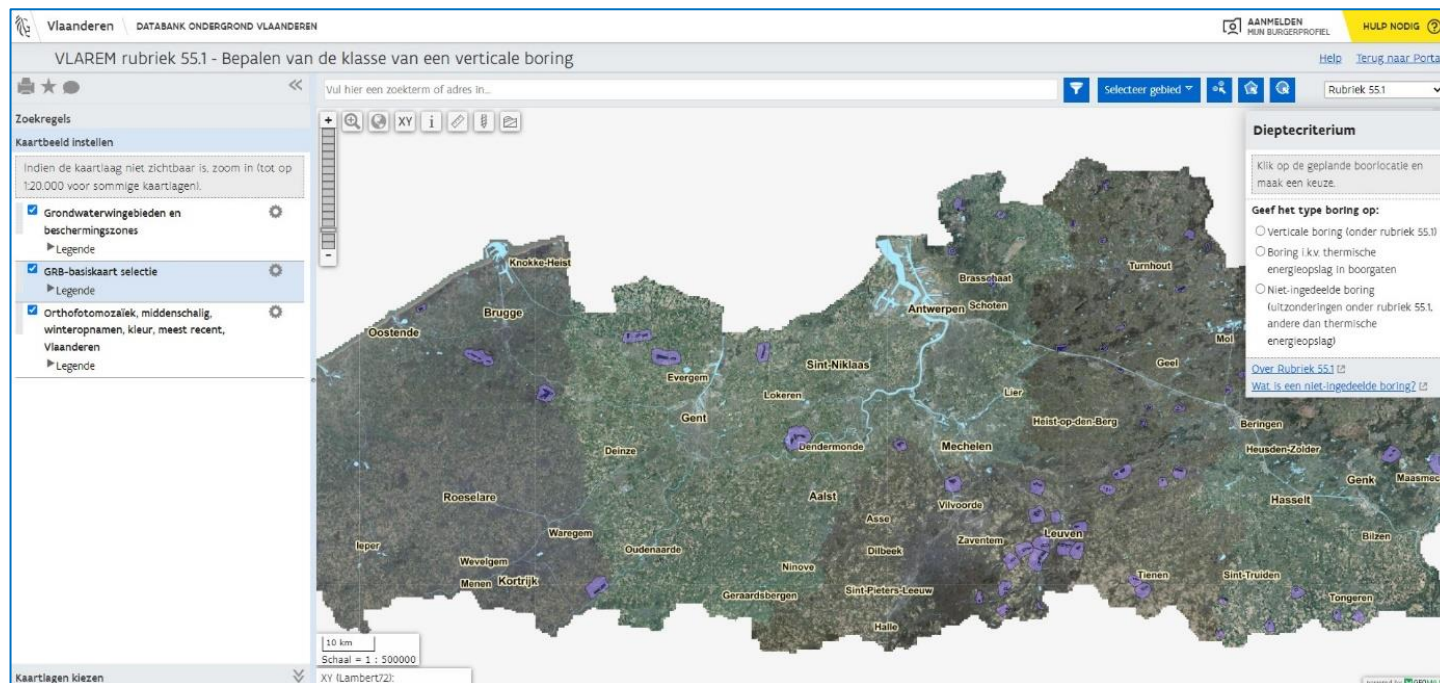 Vlaanderen
DATABANK ONDERGROND VLAANDEREN
AANMELDEN
MIJN BURGERPROFIEL
HULP NODIG ?
VLAREM rubriek 55.1 - Bepalen van de klasse van een verticale boring
Help
Terug naar Porta
Vul hier een zoekterm of adres in...
Selecteer gebied
Rubriek 55.1
Zoekregels
Kaartbeeld instellen
Indien de kaartlaag niet zichtbaar is, zoom in (tot op
1:20.000 voor sommige kaartlagen).
Grondwaterwingebieden en
beschermingszones
Legende
GRB-basiskaart selectie
Legende
Orthofotomozaïek, middenschalig,
winteropnamen, kleur, meest recent,
Vlaanderen
Legende
Kaartlagen kiezen
+
XY
i
-
Dieptecriterium
Klik op de geplande boorlocatie en
maak een keuze.
Geef het type boring op:
Verticale boring (onder rubriek 55.1)
Boring i.k.v. thermische
energieopslag in boorgaten
Niet-ingedeelde boring
(uitzonderingen onder rubriek 55.1,
andere dan thermische
energieopslag)
Over Rubriek 55.1
Wat is een niet-ingedeelde boring?
Knokke-Heist
Brugge
Oostende
Evergem
Gent
Lokeren
Sint-Niklaas
Antwerpen
Schoten
Brasschaat
Turnhout
Mol
Geel
Lier
Heist-op-den-Berg
Beringen
Heusden-Zolder
Genk
Maasmec
Hasselt
Bilzen
Deinze
Dendermonde
Mechelen
Roeselare
Aalst
Vilvoorde
Asse
Leuven
Zaventem
Dilbeek
Ieper
Waregem
Oudenaarde
Ninove
Wevelgem
Menen
Kortrijk
Geraardsbergen
Sint-Pieters-Leeuw
Halle
Tienen
Sint-Truiden
Tongeren
10 km
Schaal = 1 : 500000
XY (Lambert72):